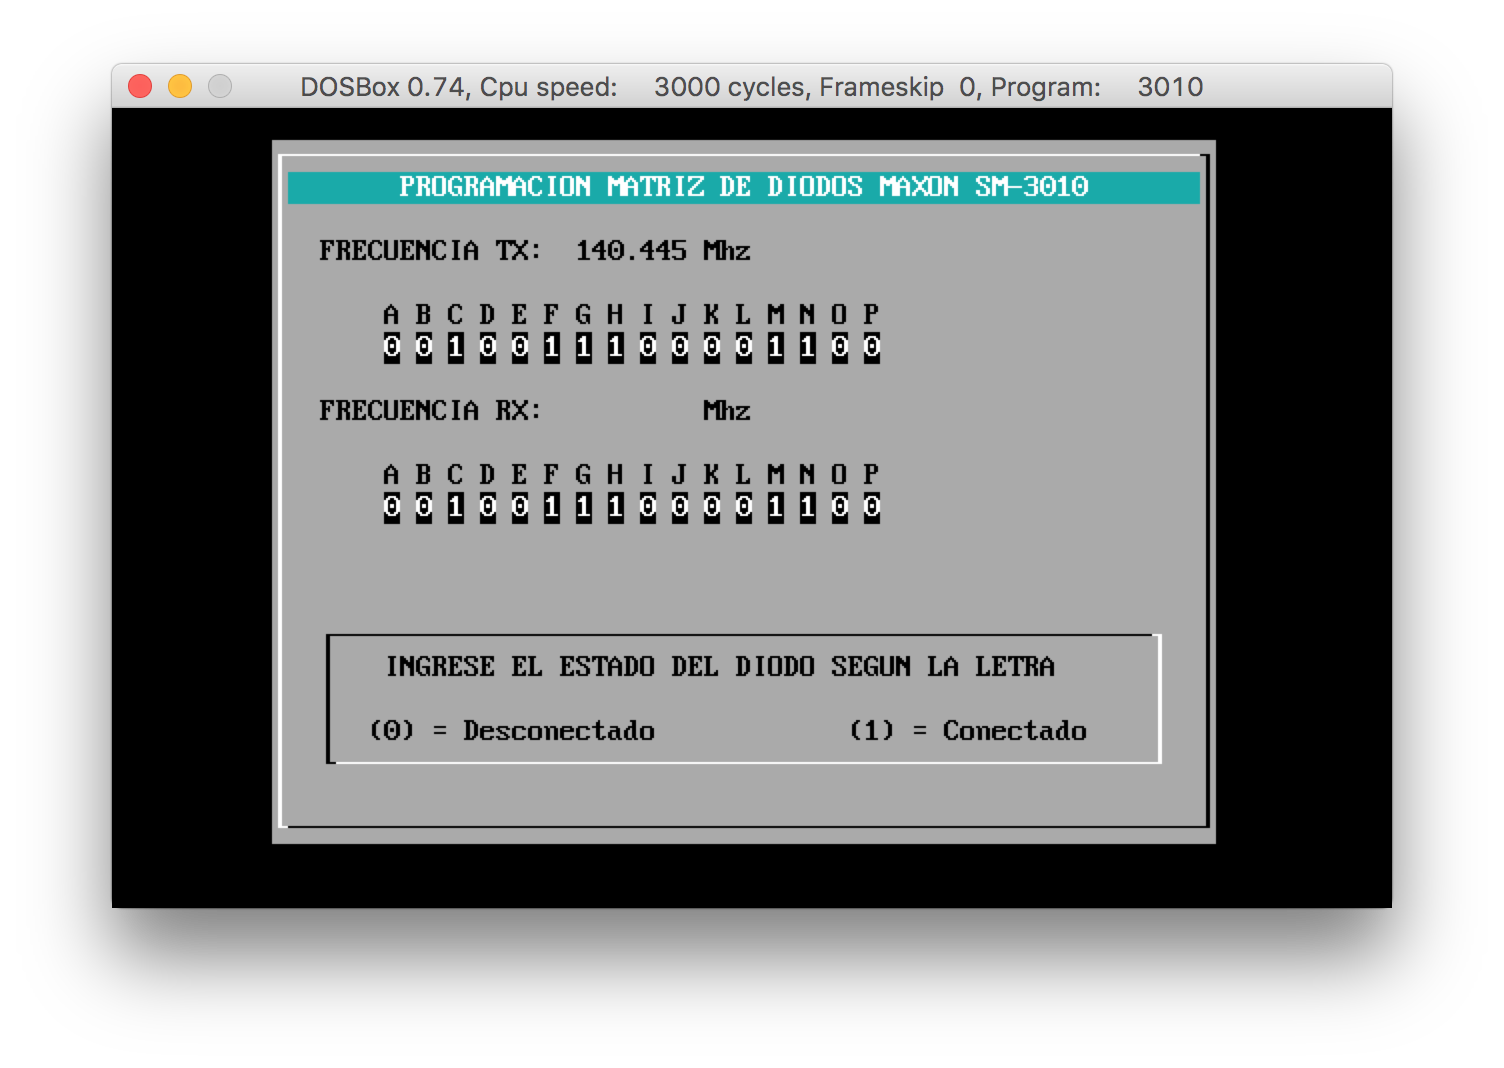 DOSBox 0.74, Cpu speed: 3000 cycles, Frameskip 0, Program: 3010
PROGRAMACION MATRIZ DE DIODOS MAXON SM-3010
FRECUENCIA TX: 140.445 Mhz
A B C D E F G H I J K L M N O P
0 0 1 0 0 1 1 1 0 0 0 0 1 1 0 0
FRECUENCIA RX: Mhz
A B C D E F G H I J K L M N O P
0 0 1 0 0 1 1 1 0 0 0 0 1 1 0 0
INGRESE EL ESTADO DEL DIODO SEGUN LA LETRA
(0) = Desconectado (1) = Conectado